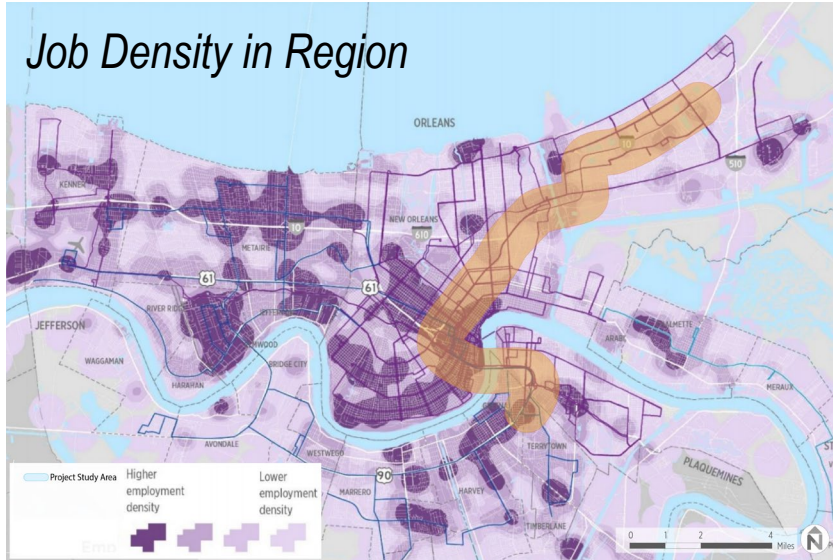 Job Density in Region
ORLEANS
10
510
KENNER
NEW ORLEANS
10
610
METAIRIE
61
61
RIVER RIDGE
JEFFERSON
ARABI
WAGGAMAN
BRIDGE CITY
HARAHAN
MERAUX
AVONDALE
TERRYTOWN
WESTWEGO
PLAQUEMINES
90
MARRERO
HARVEY
TIMBERLANE
Project Study Area
Higher
employment
density
Lower
employment
density
0 1 2 4
Miles
N